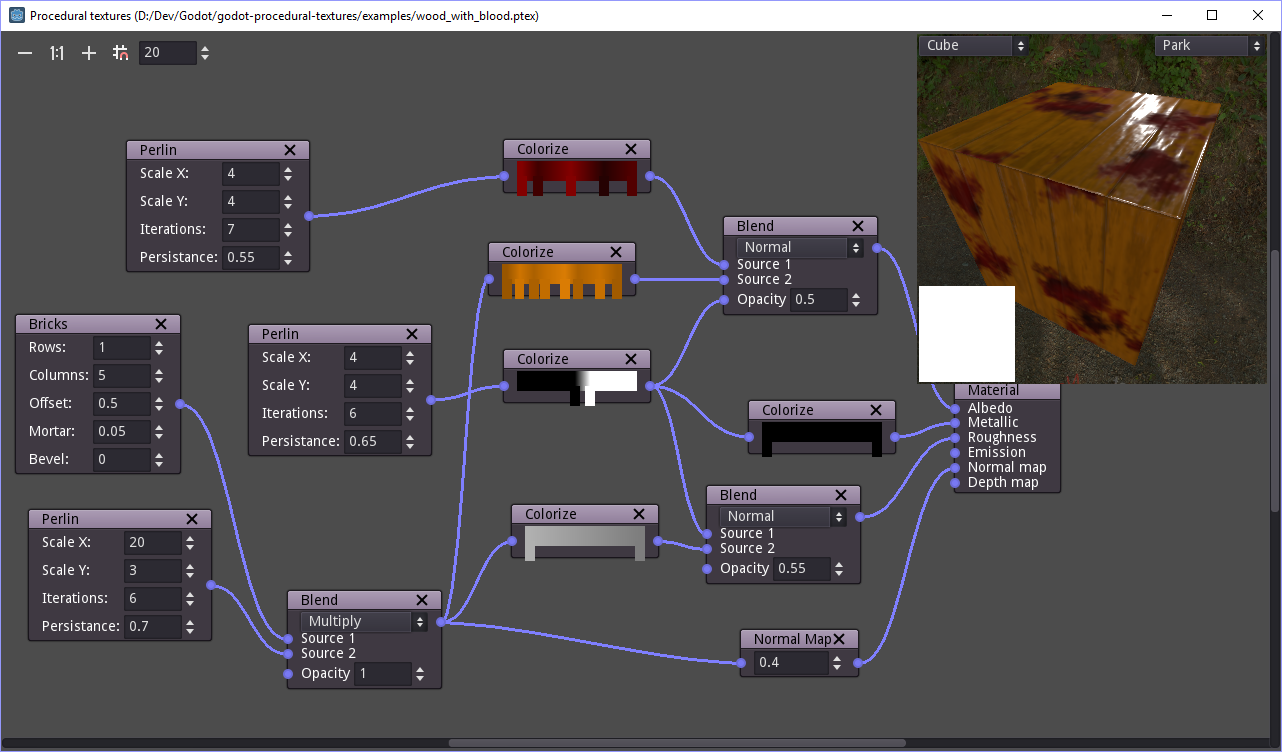 Procedural textures (D:/Dev/Godot/godot-procedural-textures/examples/wood_with_blood.ptex)
1:1
20
Cube
Park
Perlin
Scale X: 4
Scale Y: 4
Iterations: 7
Persistance: 0.55
Colorize
Colorize
Blend
Normal
Source 1
Source 2
Opacity 0.5
Bricks
Rows: 1
Columns: 5
Offset: 0.5
Mortar: 0.05
Bevel: 0
Perlin
Scale X: 4
Scale Y: 4
Iterations: 6
Persistance: 0.65
Colorize
Colorize
Material
Albedo
Metallic
Roughness
Emission
Normal map
Depth map
Perlin
Scale X: 20
Scale Y: 3
Iterations: 6
Persistance: 0.7
Colorize
Blend
Normal
Source 1
Source 2
Opacity 0.55
Blend
Multiply
Source 1
Source 2
Opacity 1
Normal Map
0.4